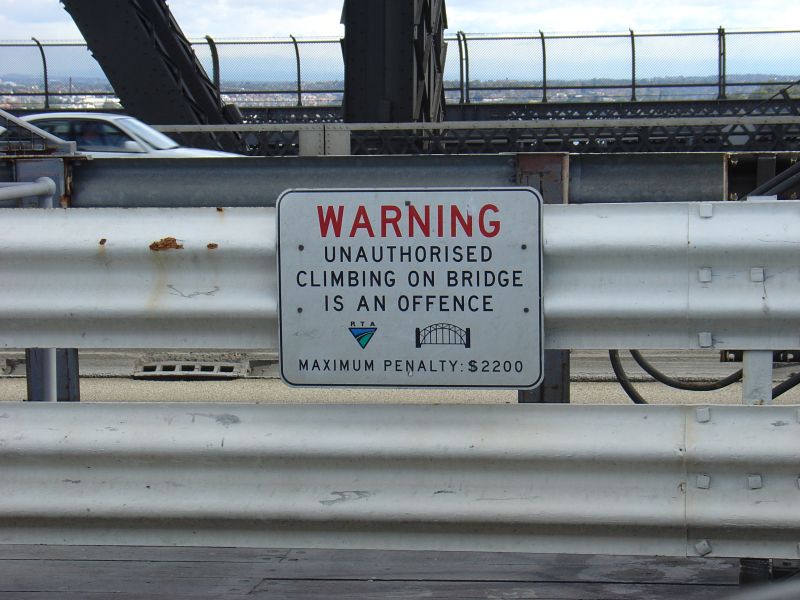 WARNING
UNAUTHORISED
CLIMBING ON BRIDGE
IS AN OFFENCE
RTA
MAXIMUM PENALTY: $2200